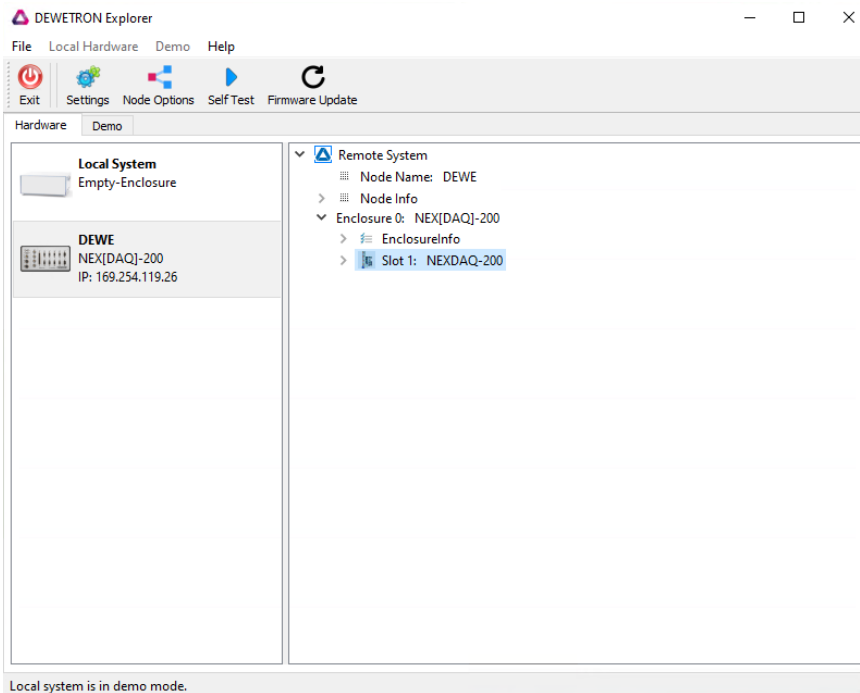 DEWETRON Explorer
File Local Hardware Demo Help
Exit Settings Node Options Self Test Firmware Update
Hardware Demo
Local System
Empty-Enclosure
DEWE
NEX[DAQ]-200
IP: 169.254.119.26
Remote System
Node Name: DEWE
Node Info
Enclosure 0: NEX[DAQ]-200
EnclosureInfo
Slot 1: NEXDAQ-200
Local system is in demo mode.